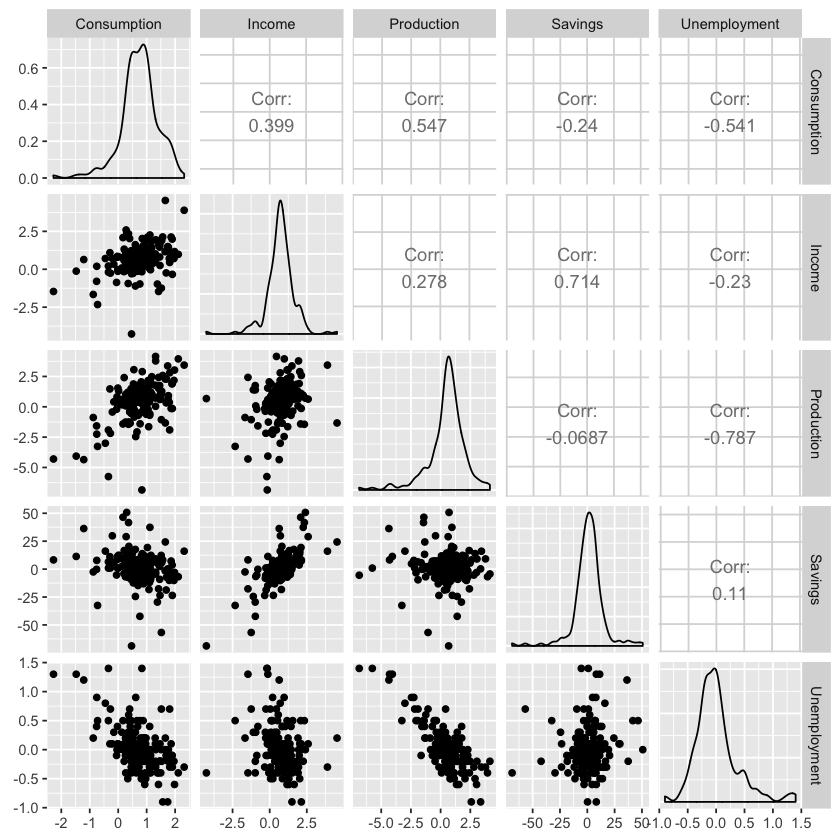 Consumption Income Production Savings Unemployment
0.6
0.4
0.2
0.0
Corr:
0.399
Corr:
0.547
Corr:
-0.24
Corr:
-0.541
Consumption
2.5
0.0
-2.5
Corr:
0.278
Corr:
0.714
Corr:
-0.23
Income
2.5
0.0
-2.5
-5.0
Corr:
-0.0687
Corr:
-0.787
Production
50
25
0
-25
-50
Corr:
0.11
Savings
1.5
1.0
0.5
0.0
-0.5
-1.0
Unemployment
-2 -1 0 1 2
-2.5 0.0 2.5
-5.0 -2.5 0.0 2.5
-50 -25 0 25 50
-1.0 -0.5 0.0 0.5 1.0 1.5